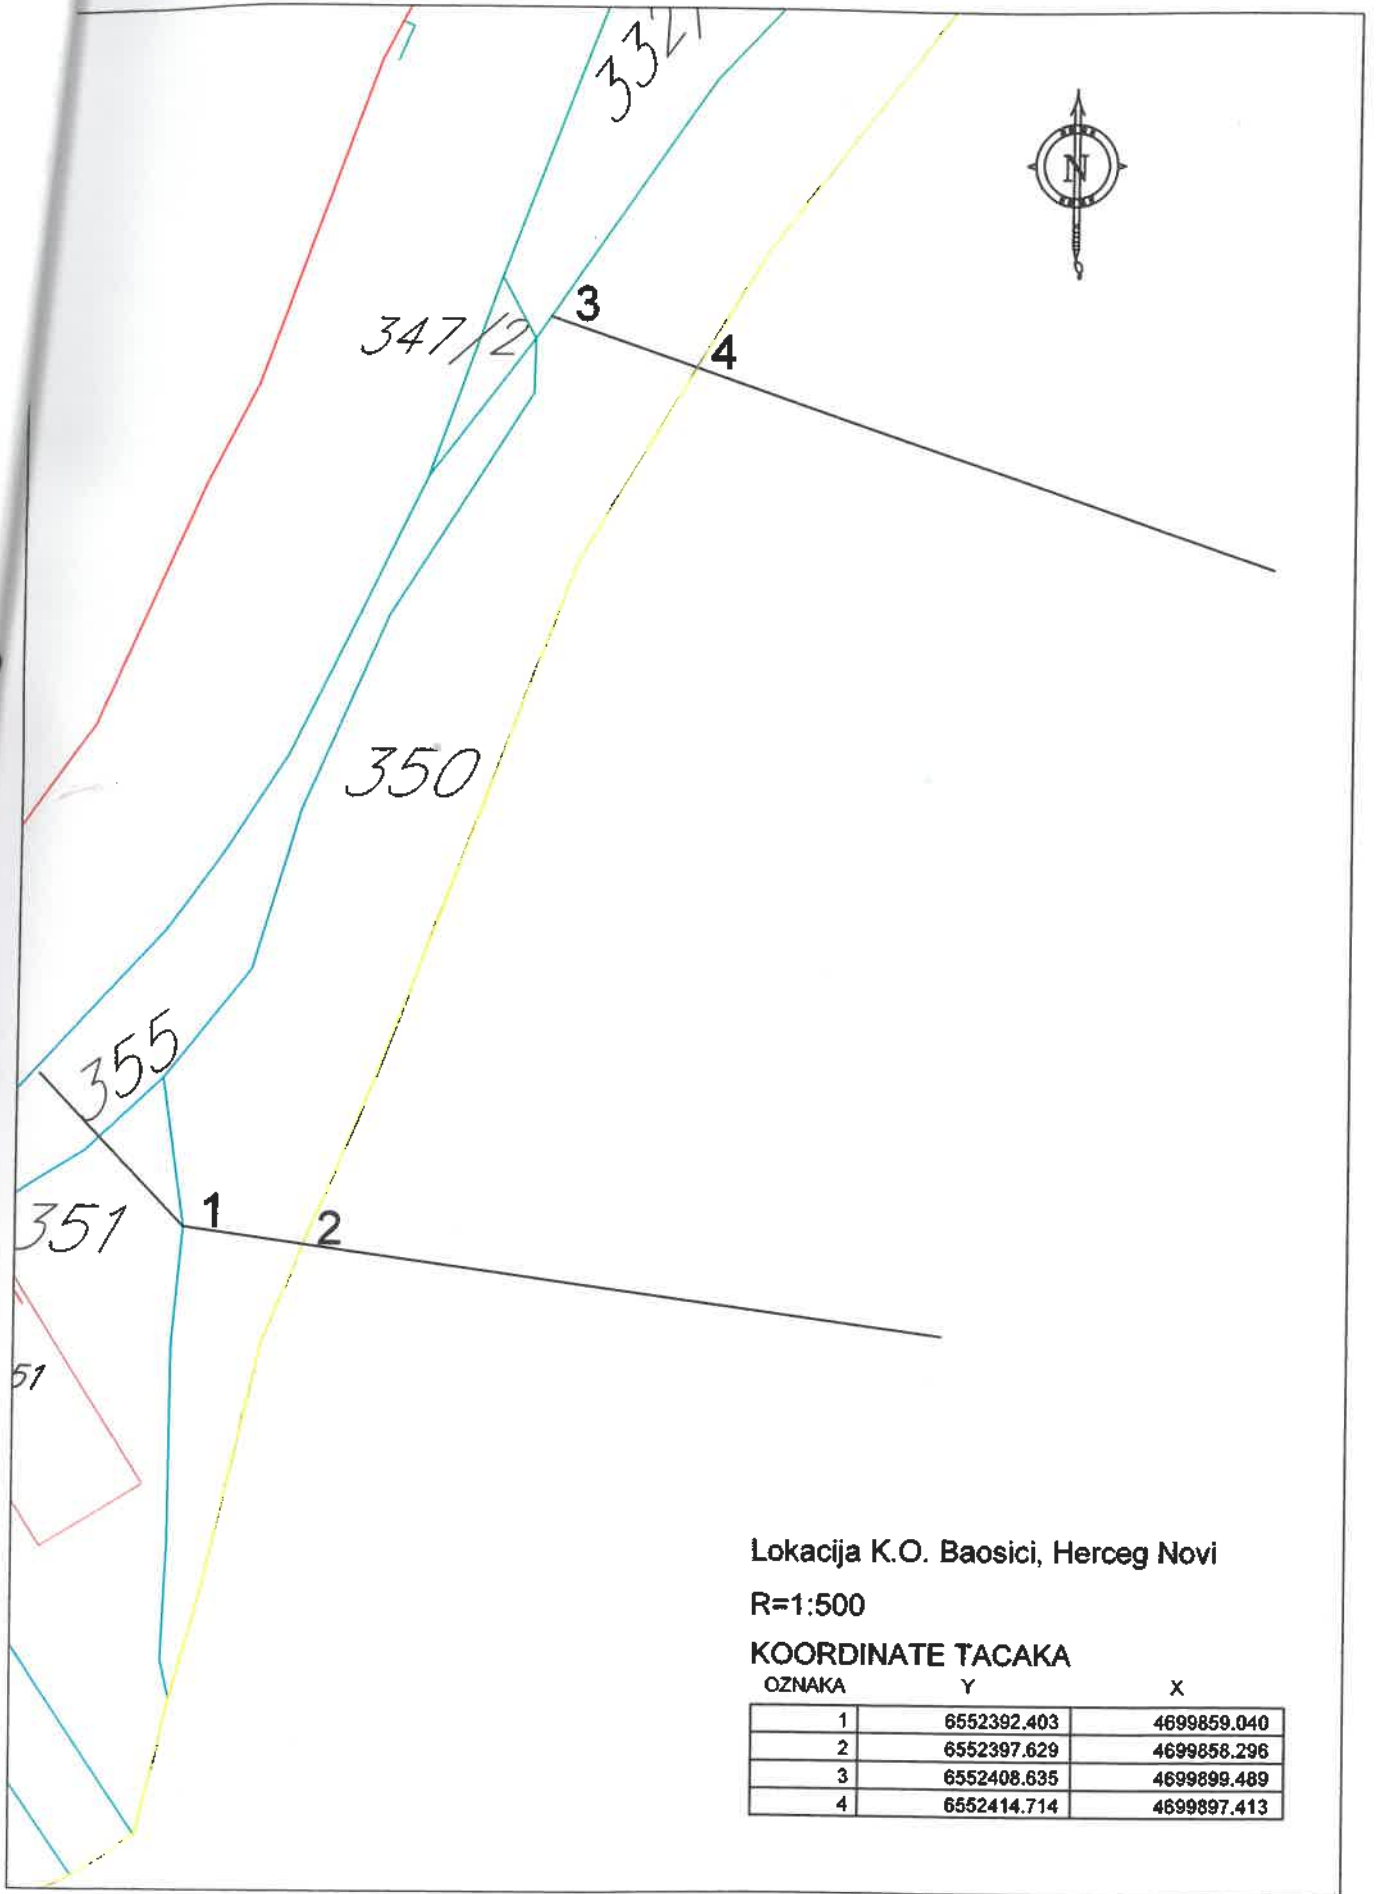 N
3
347/2
4
350
355
1
351
2
51
Lokacija K.O. Baosici, Herceg Novi
R=1:500
KOORDINATE TACAKA
OZNAKA Y X
1 6552392.403 4699859.040
2 6552397.629 4699858.296
3 6552408.635 4699899.489
4 6552414.714 4699897.413